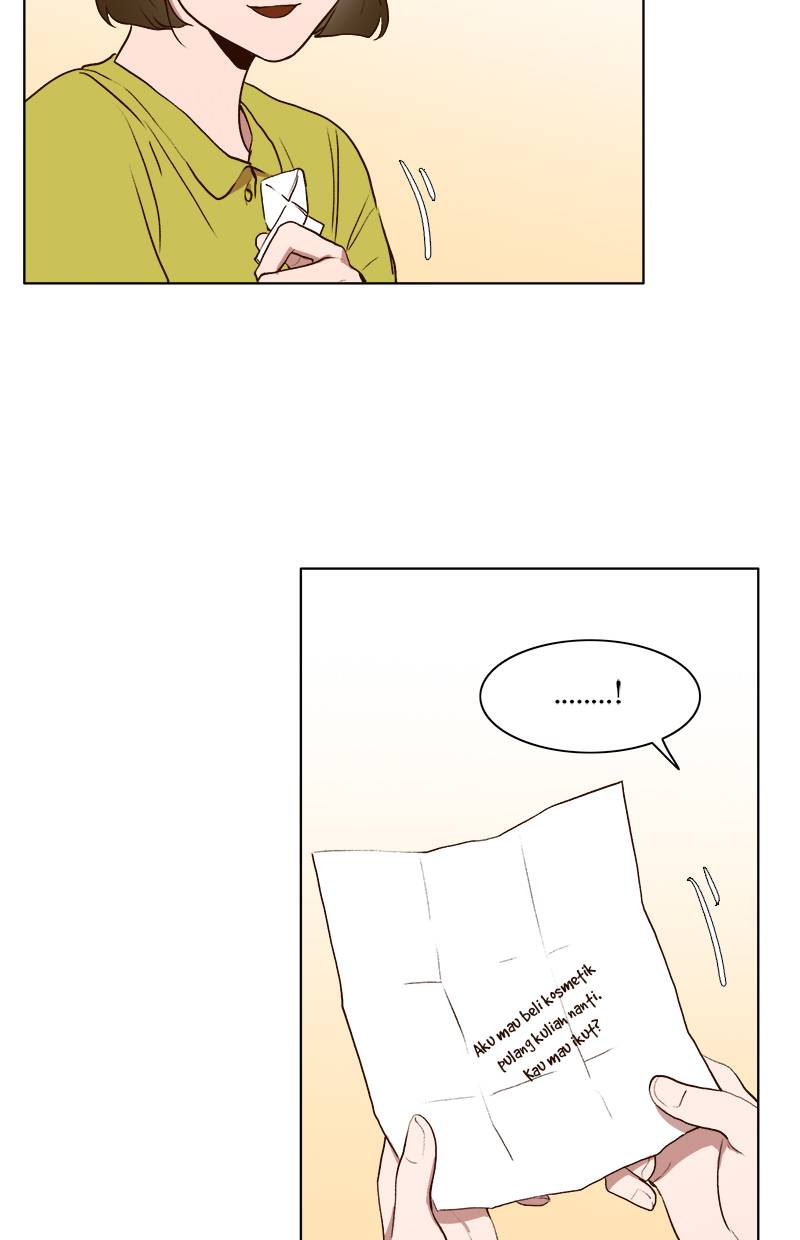 ........!
Aku mau beli kosmetik
pulang kuliah nanti.
Kau mau ikut?